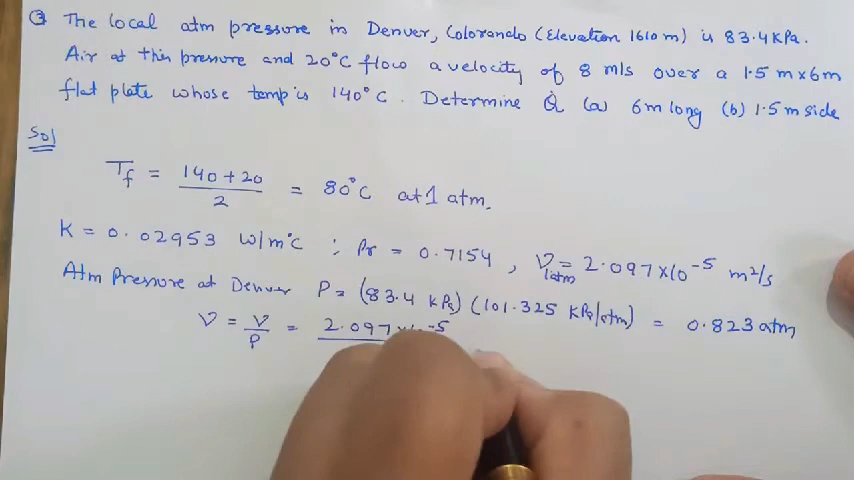 ③ The local atm pressure in Denver, Colorando (Elevation 1610 m) is 83.4 KPa.
Air at this pressure and 20°C flow a velocity of 8 m/s over a 1.5 m x 6m
flat plate whose temp is 140°C. Determine Q̇ (a) 6m long (b) 1.5m side
Sol
Tf = 140+20 / 2 = 80°C at 1 atm.
K = 0.02953 W/m°C ; Pr = 0.7154 , ν 1atm = 2.097 x 10^-5 m²/s
Atm Pressure at Denver P = (83.4 KPa) (101.325 KPa/atm) = 0.823 atm
ν = ν / P = 2.097 x 10^-5